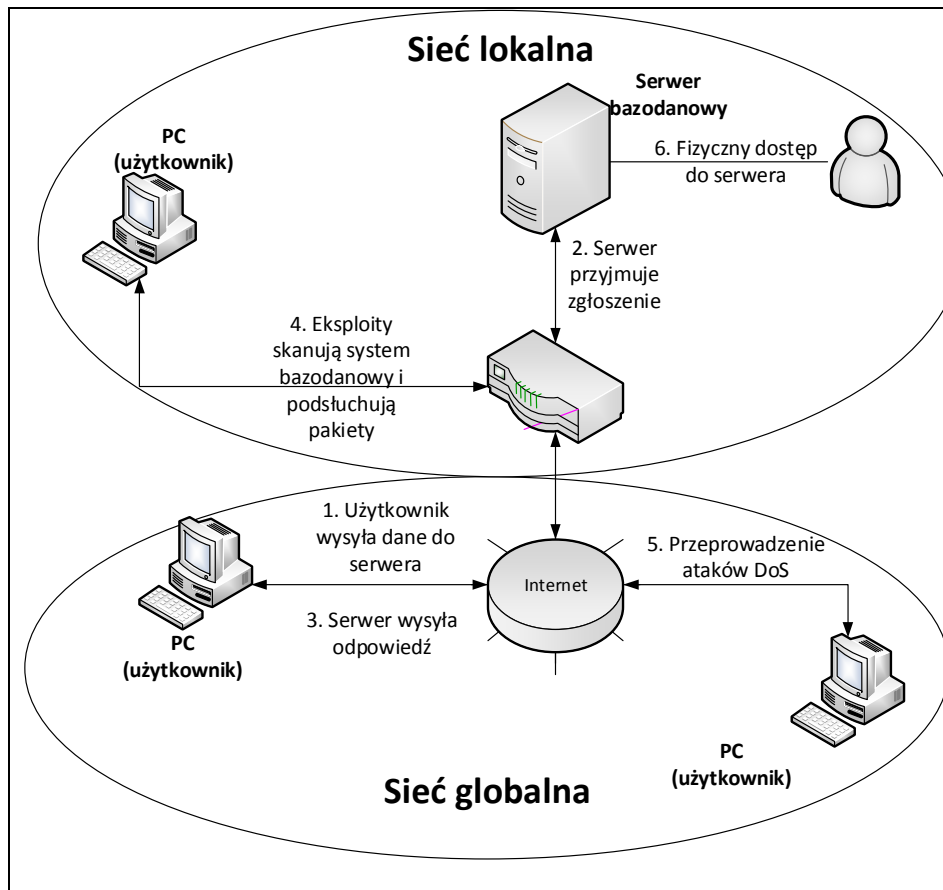 Sieć lokalna
Serwer
bazodanowy
PC
(użytkownik)
6. Fizyczny dostęp
do serwera
2. Serwer
przyjmuje
zgłoszenie
4. Eksploity
skanują system
bazodanowy i
podsłuchują
pakiety
1. Użytkownik
wysyła dane do
serwera
5. Przeprowadzenie
ataków DoS
Internet
3. Serwer wysyła
odpowiedź
PC
(użytkownik)
PC
(użytkownik)
Sieć globalna